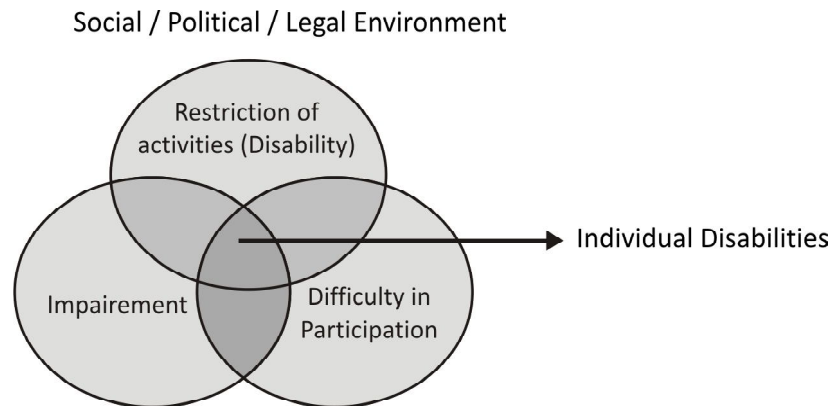 Social / Political / Legal Environment
Restriction of
activities (Disability)
Individual Disabilities
Impairement
Difficulty in
Participation